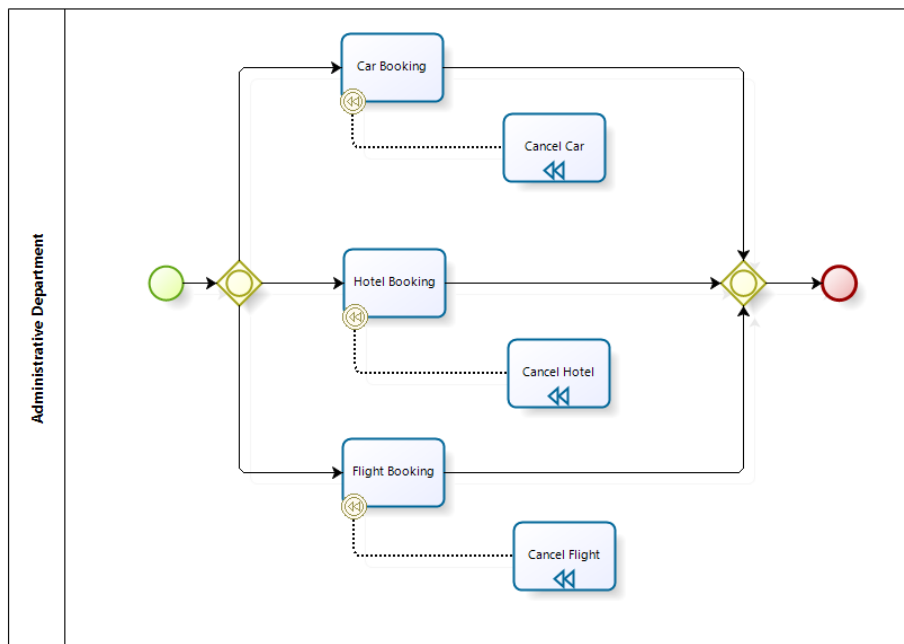 Administrative Department
Car Booking
Cancel Car
Hotel Booking
Cancel Hotel
Flight Booking
Cancel Flight